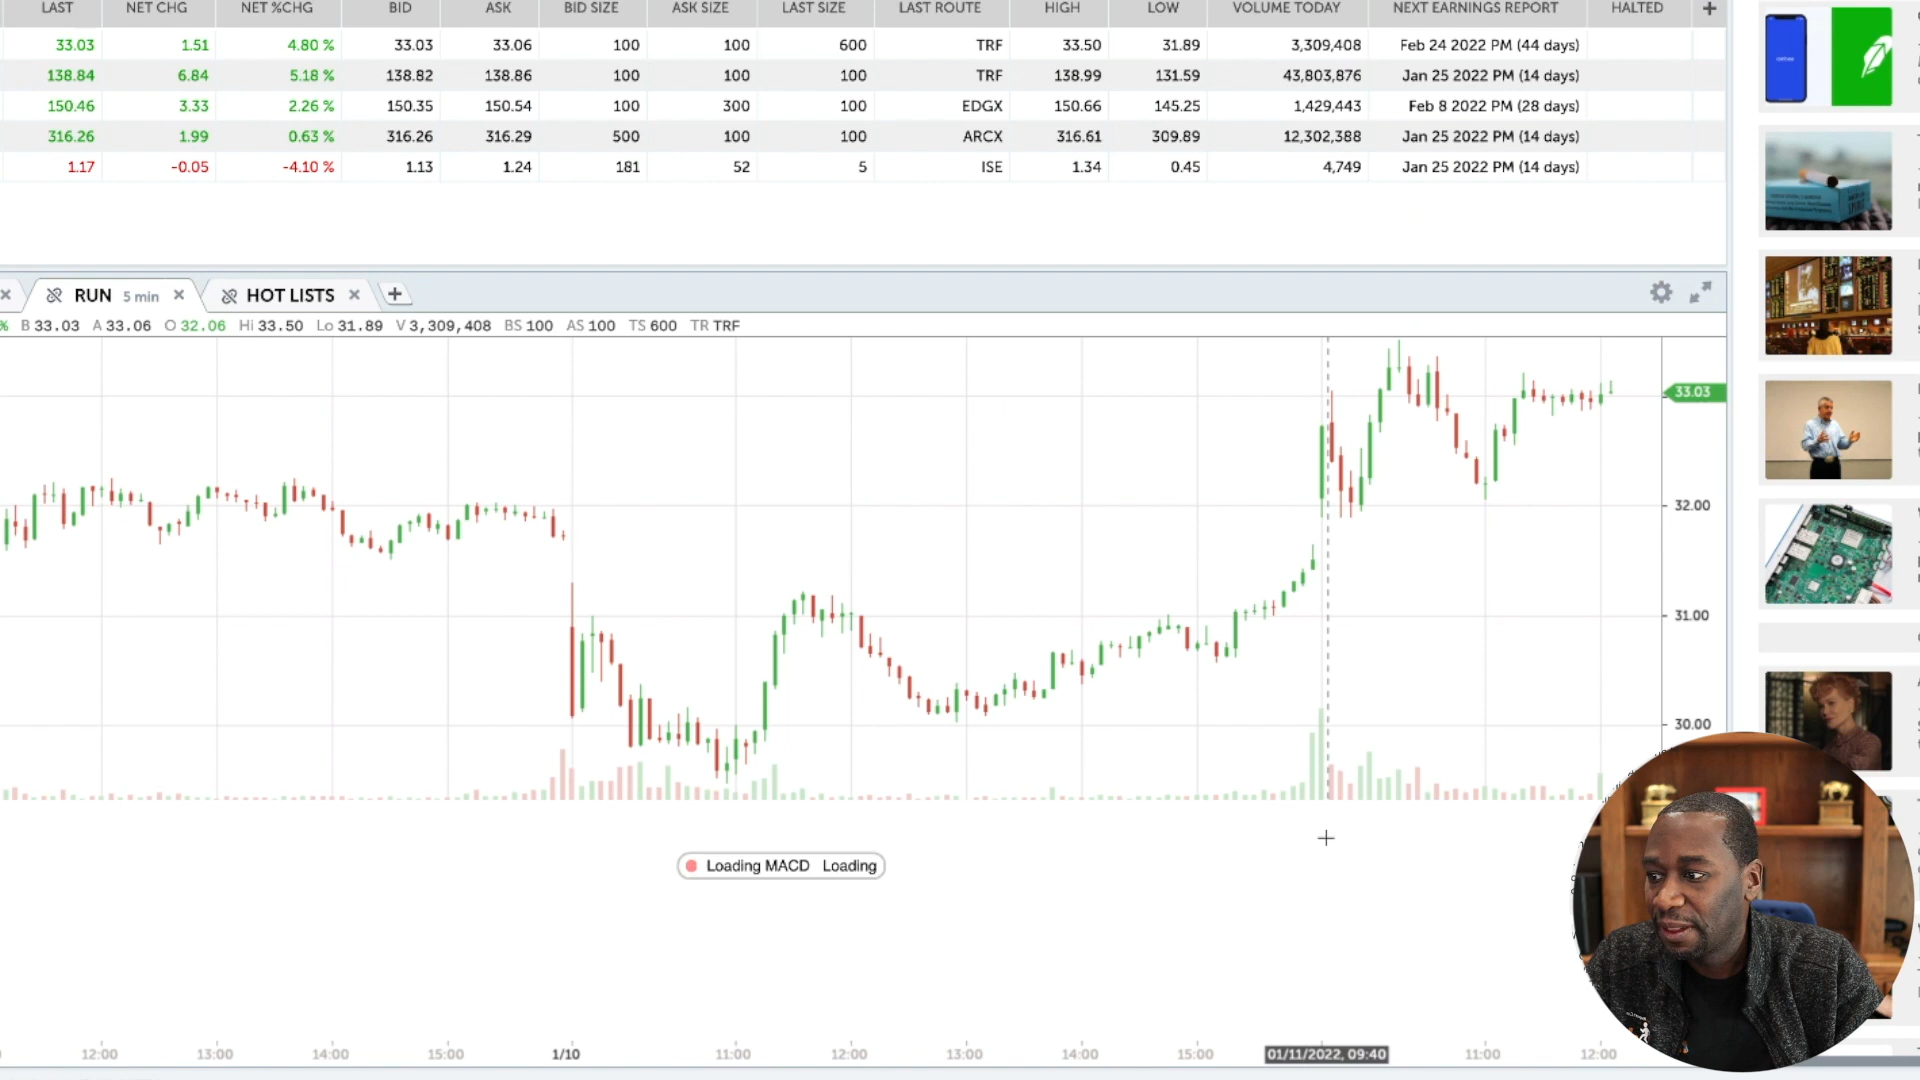 LAST NET CHG NET %CHG BID ASK BID SIZE ASK SIZE LAST SIZE LAST ROUTE HIGH LOW VOLUME TODAY NEXT EARNINGS REPORT HALTED +
33.03 1.51 4.80 % 33.03 33.06 100 100 600 TRF 33.50 31.89 3,309,408 Feb 24 2022 PM (44 days)
138.84 6.84 5.18 % 138.82 138.86 100 100 100 TRF 138.99 131.59 43,803,876 Jan 25 2022 PM (14 days)
150.46 3.33 2.26 % 150.35 150.54 100 300 100 EDGX 150.66 145.25 1,429,443 Feb 8 2022 PM (28 days)
316.26 1.99 0.63 % 316.26 316.29 500 100 100 ARCX 316.61 309.89 12,302,388 Jan 25 2022 PM (14 days)
1.17 -0.05 -4.10 % 1.13 1.24 181 52 5 ISE 1.34 0.45 4,749 Jan 25 2022 PM (14 days)
RUN 5 min HOT LISTS +
% B 33.03 A 33.06 O 32.06 Hi 33.50 Lo 31.89 V 3,309,408 BS 100 AS 100 TS 600 TR TRF
33.03
32.00
31.00
30.00
Loading MACD Loading
12:00 13:00 14:00 15:00 1/10 11:00 12:00 13:00 14:00 15:00 01/11/2022, 09:40 11:00 12:00